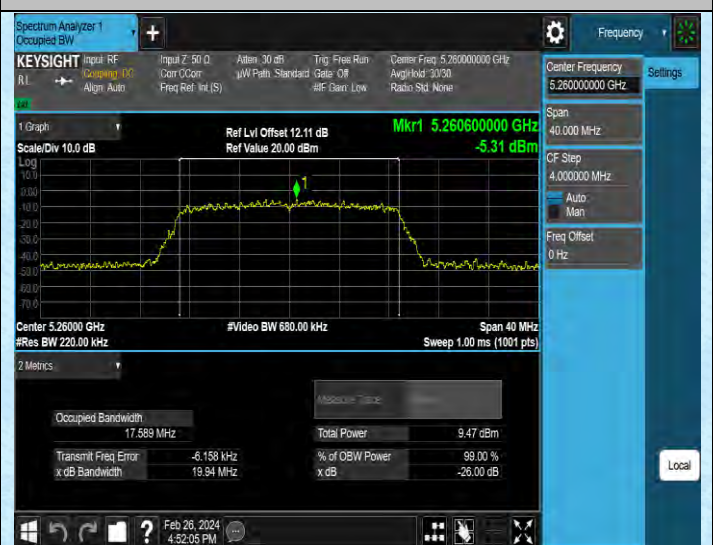 Spectrum Analyzer 1
Occupied BW
Frequency
KEYSIGHT
Input: RF
Coupling: DC
Align: Auto
RL
Input Z: 50 Ω
Corr CCorr
Freq Ref: Int (S)
Atten: 30 dB
µW Path: Standard
Trig: Free Run
Gate: Off
#IF Gain: Low
Center Freq: 5.260000000 GHz
Avg|Hold: 30/30
Radio Std: None
Center Frequency
5.260000000 GHz
Settings
Span
40.000 MHz
CF Step
4.000000 MHz
Auto
Man
Freq Offset
0 Hz
1 Graph
Scale/Div 10.0 dB
Ref Lvl Offset 12.11 dB
Ref Value 20.00 dBm
Mkr1 5.260600000 GHz
-5.31 dBm
Log
10.0
0.00
-10.0
-20.0
-30.0
-40.0
-50.0
-60.0
-70.0
1
Center 5.26000 GHz
#Res BW 220.00 kHz
#Video BW 680.00 kHz
Span 40 MHz
Sweep 1.00 ms (1001 pts)
2 Metrics
Measure Trace
Occupied Bandwidth
17.589 MHz
Total Power 9.47 dBm
Transmit Freq Error -6.158 kHz
% of OBW Power 99.00 %
x dB Bandwidth 19.94 MHz
x dB -26.00 dB
Local
Feb 26, 2024
4:52:05 PM